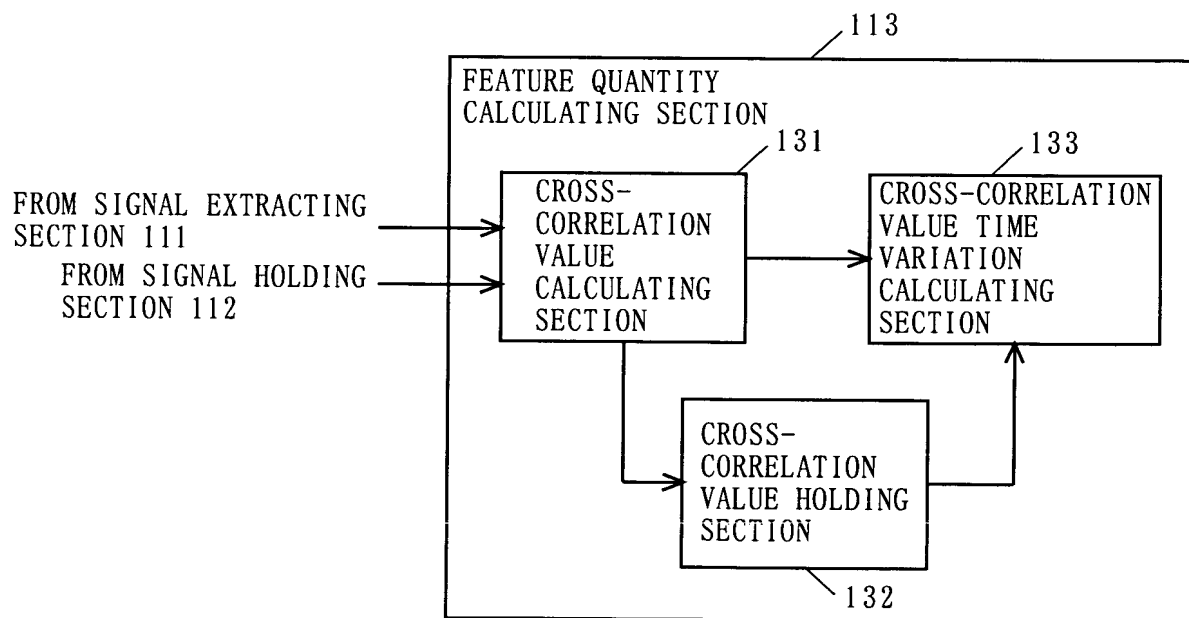 113
FEATURE QUANTITY
CALCULATING SECTION
131
133
FROM SIGNAL EXTRACTING
SECTION 111
FROM SIGNAL HOLDING
SECTION 112
CROSS-
CORRELATION
VALUE
CALCULATING
SECTION
CROSS-CORRELATION
VALUE TIME
VARIATION
CALCULATING
SECTION
CROSS-
CORRELATION
VALUE HOLDING
SECTION
132